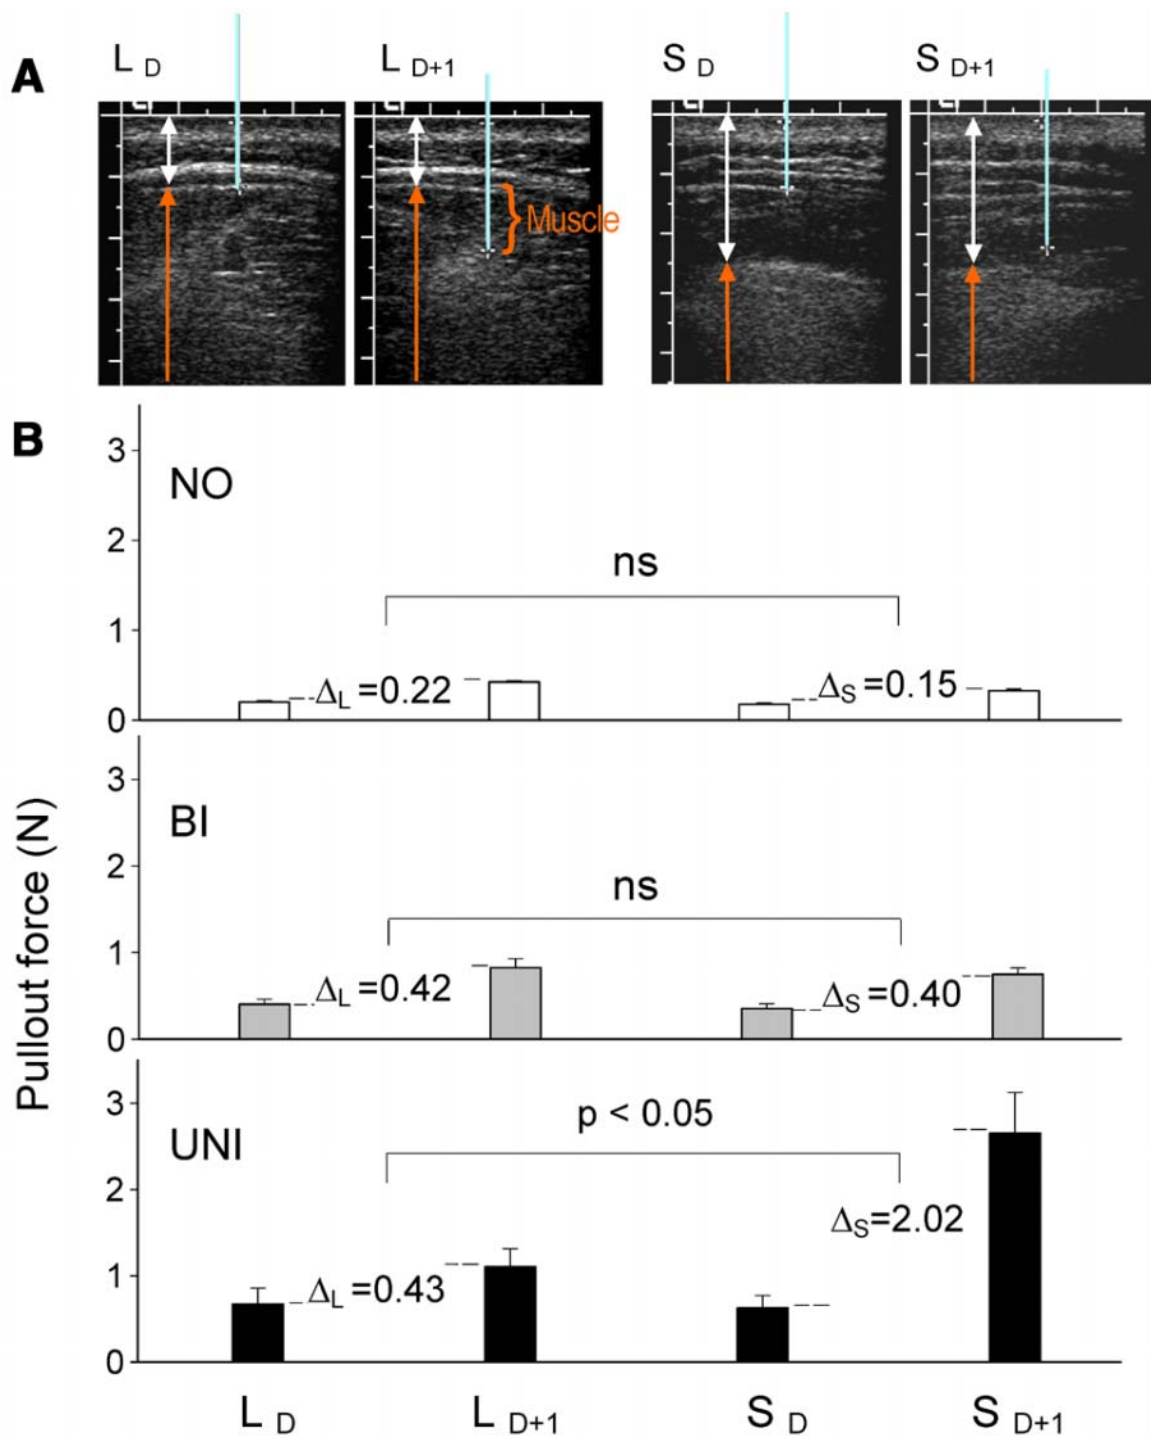 A
L D
L D+1
S D
S D+1
} Muscle
B
Pullout force (N)
3
2
1
0
NO
ns
ΔL =0.22
ΔS =0.15
3
2
1
0
BI
ns
ΔL =0.42
ΔS =0.40
3
2
1
0
UNI
p < 0.05
ΔL =0.43
ΔS=2.02
L D
L D+1
S D
S D+1